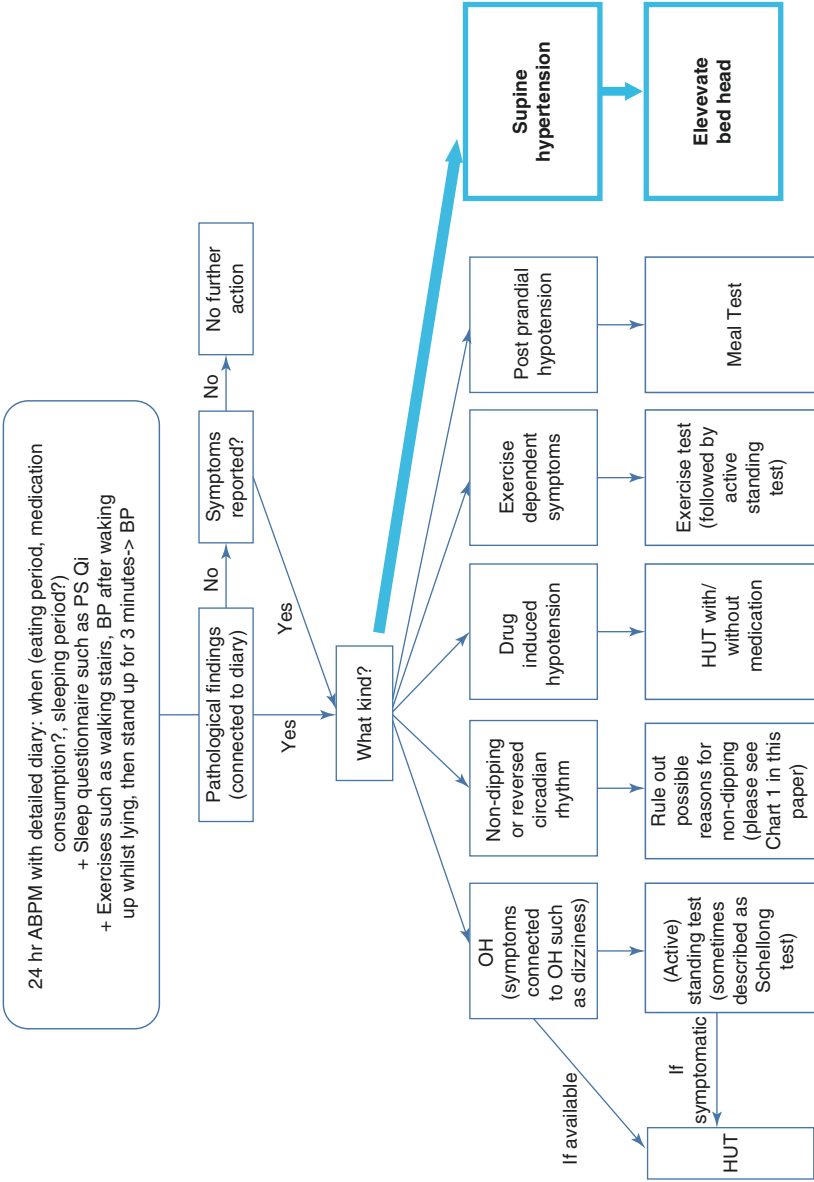 24 hr ABPM with detailed diary: when (eating period, medication
consumption?, sleeping period?)
+ Sleep questionnaire such as PS Qi
+ Exercises such as walking stairs, BP after waking
up whilst lying, then stand up for 3 minutes-> BP
Pathological findings
(connected to diary)
No
Symptoms
reported?
No
No further
action
Yes
Yes
What kind?
OH
(symptoms
connected
to OH such
as dizziness)
Non-dipping
or reversed
circadian
rhythm
Drug
induced
hypotension
Exercise
dependent
symptoms
Post prandial
hypotension
Supine
hypertension
If available
HUT
If
symptomatic
(Active)
standing test
(sometimes
described as
Schellong
test)
Rule out
possible
reasons for
non-dipping
(please see
Chart 1 in this
paper)
HUT with/
without
medication
Exercise test
(followed by
active
standing
test)
Meal Test
Elevevate
bed head